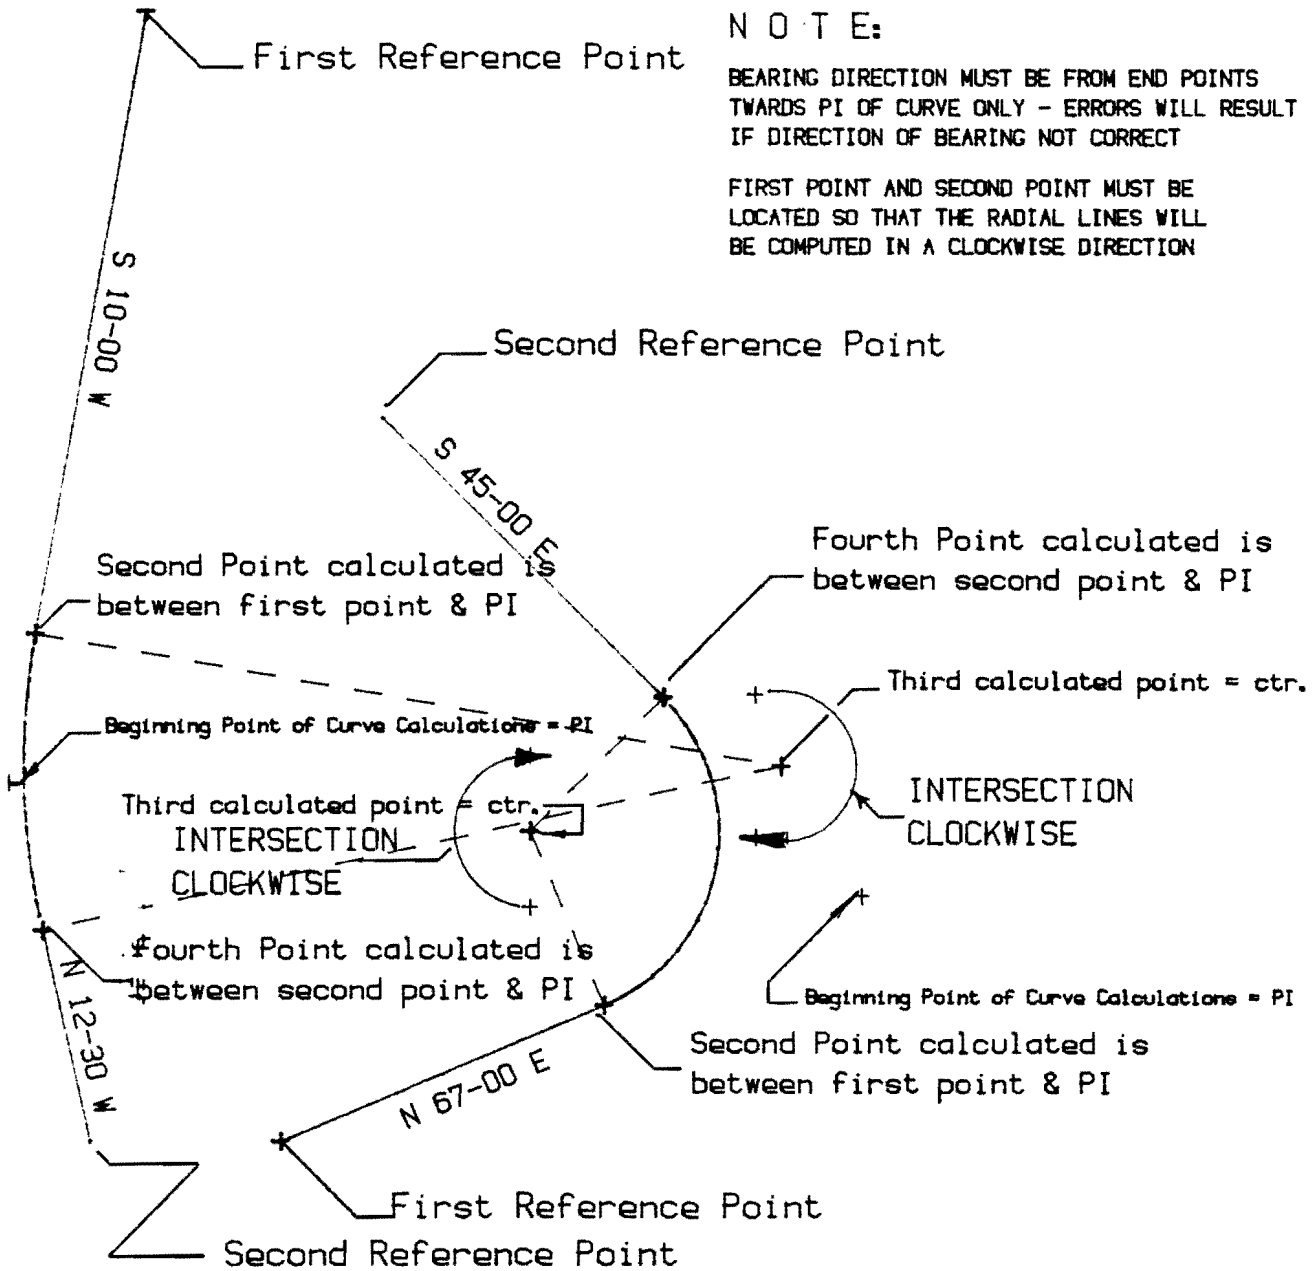 N O T E:
First Reference Point
BEARING DIRECTION MUST BE FROM END POINTS
TWARDS PI OF CURVE ONLY - ERRORS WILL RESULT
IF DIRECTION OF BEARING NOT CORRECT
FIRST POINT AND SECOND POINT MUST BE
LOCATED SO THAT THE RADIAL LINES WILL
BE COMPUTED IN A CLOCKWISE DIRECTION
S 10-00 W
Second Reference Point
S 45-00 E
Fourth Point calculated is
between second point & PI
Second Point calculated is
between first point & PI
Third calculated point = ctr.
Beginning Point of Curve Calculations = PI
Third calculated point = ctr.
INTERSECTION
CLOCKWISE
INTERSECTION
CLOCKWISE
Fourth Point calculated is
between second point & PI
N 12-30 W
Beginning Point of Curve Calculations = PI
Second Point calculated is
between first point & PI
N 67-00 E
First Reference Point
Second Reference Point